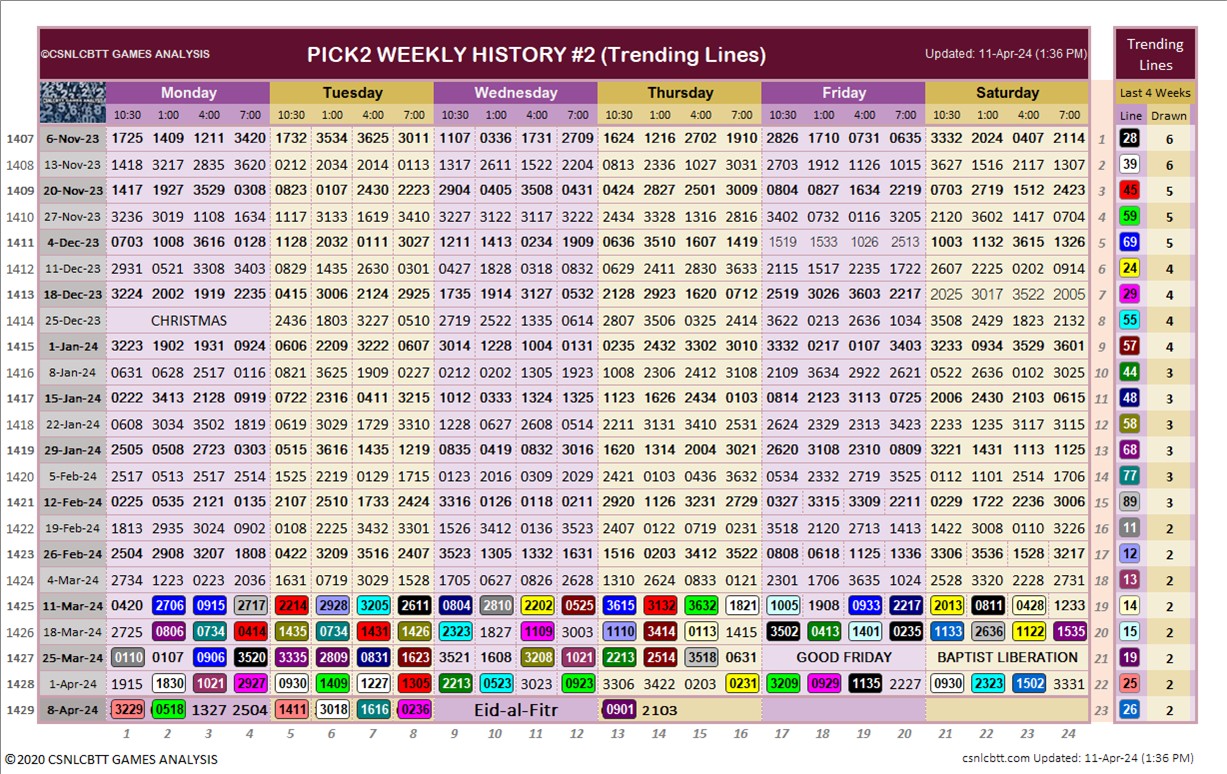 ©CSNLCBTT GAMES ANALYSIS PICK2 WEEKLY HISTORY #2 (Trending Lines) Updated: 11-Apr-24 (1:36 PM) Trending Lines
Monday Tuesday Wednesday Thursday Friday Saturday Last 4 Weeks
10:30 1:00 4:00 7:00 10:30 1:00 4:00 7:00 10:30 1:00 4:00 7:00 10:30 1:00 4:00 7:00 10:30 1:00 4:00 7:00 10:30 1:00 4:00 7:00 Line Drawn
1407 6-Nov-23 1725 1409 1211 3420 1732 3534 3625 3011 1107 0336 1731 2709 1624 1216 2702 1910 2826 1710 0731 0635 3332 2024 0407 2114 1 28 6
1408 13-Nov-23 1418 3217 2835 3620 0212 2034 2014 0113 1317 2611 1522 2204 0813 2336 1027 3031 2703 1912 1126 1015 3627 1516 2117 1307 2 39 6
1409 20-Nov-23 1417 1927 3529 0308 0823 0107 2430 2223 2904 0405 3508 0431 0424 2827 2501 3009 0804 0827 1634 2219 0703 2719 1512 2423 3 45 5
1410 27-Nov-23 3236 3019 1108 1634 1117 3133 1619 3410 3227 3122 3117 3222 2434 3328 1316 2816 3402 0732 0116 3205 2120 3602 1417 0704 4 59 5
1411 4-Dec-23 0703 1008 3616 0128 1128 2032 0111 3027 1211 1413 0234 1909 0636 3510 1607 1419 1519 1533 1026 2513 1003 1132 3615 1326 5 69 5
1412 11-Dec-23 2931 0521 3308 3403 0829 1435 2630 0301 0427 1828 0318 0832 0629 2411 2830 3633 2115 1517 2235 1722 2607 2225 0202 0914 6 24 4
1413 18-Dec-23 3224 2002 1919 2235 0415 3006 2124 2923 1735 1914 3127 0532 2128 2923 1620 0712 2519 3026 3603 2217 2025 3017 3522 2005 7 29 4
1414 25-Dec-23 CHRISTMAS 2436 1803 3227 0510 2719 2522 1335 0614 2807 3506 0325 2414 3622 0213 2636 1034 3508 2429 1823 2132 8 55 4
1415 1-Jan-24 3223 1902 1931 0924 0606 2209 3222 0607 3014 1228 1004 0131 0235 2432 3302 3010 3332 0217 0107 3403 3233 0934 3529 3601 9 57 4
1416 8-Jan-24 0631 0628 2517 0116 0821 3625 1909 0227 0212 0202 1305 1923 1008 2306 2412 3108 2109 3634 2922 2621 0522 2636 0102 3025 10 44 3
1417 15-Jan-24 0222 3413 2128 0919 0722 2316 0411 3215 1012 0333 1324 1325 1123 1626 2434 0103 0814 2123 3113 0725 2006 2430 2103 0615 11 48 3
1418 22-Jan-24 0608 3034 3502 1819 0619 3029 1729 3310 1228 0627 2608 0514 2211 3131 3410 2531 2624 2329 2313 3423 2233 1235 3117 3115 12 58 3
1419 29-Jan-24 2505 0508 2723 0303 0515 3616 1435 1216 0835 0419 0832 3016 1620 1314 2004 3021 2620 3108 2310 0809 3221 1431 1113 1125 13 68 3
1420 5-Feb-24 2517 0513 2517 2514 1525 2219 0129 1717 0123 2016 0309 2029 2421 0103 0436 3632 0534 2332 2719 3525 0112 1101 2514 1706 14 77 3
1421 12-Feb-24 0225 0535 2121 0135 2107 2510 1733 2424 3316 0126 0118 0211 2920 1126 3231 2729 0327 3315 3309 2211 0229 1722 2236 3006 15 89 3
1422 19-Feb-24 1813 2935 3024 0902 0108 2225 3432 3301 1526 3412 0136 3523 2407 0122 0719 0231 3518 2120 2713 1413 1422 3008 0110 3226 16 11 2
1423 26-Feb-24 2504 2908 3207 1808 0422 3209 3516 2407 3523 1305 1332 1631 1516 0203 3412 3522 0808 0618 1125 1336 3306 3536 1528 3217 17 12 2
1424 4-Mar-24 2734 1223 0223 2036 1631 0719 3029 1528 1705 0627 0826 2628 1310 2624 0833 0121 2301 1706 3635 1024 2528 3320 2228 2731 18 13 2
1425 11-Mar-24 0420 2706 0915 2717 2214 2928 3205 2611 0804 2810 2202 0525 3615 3132 3632 1821 1005 1908 0933 2217 2013 0811 0428 1233 19 14 2
1426 18-Mar-24 2725 0806 0734 0414 1435 0734 1431 1426 2323 1827 1109 3003 1110 3414 0113 1415 3502 0413 1401 0235 1133 2636 1122 1535 20 15 2
1427 25-Mar-24 0110 0107 0906 3520 3335 2809 0831 1623 3521 1608 3208 1021 2213 2514 3518 0631 GOOD FRIDAY BAPTIST LIBERATION 21 19 2
1428 1-Apr-24 1915 1830 1021 2927 0930 1409 1227 1305 2213 0523 3023 0923 3306 3422 0203 0231 3209 0929 1135 2227 0930 2323 1502 3331 22 25 2
1429 8-Apr-24 3229 0518 1327 2504 1411 3018 1616 0236 Eid-al-Fitr 0901 2103 23 26 2
1 2 3 4 5 6 7 8 9 10 11 12 13 14 15 16 17 18 19 20 21 22 23 24
©2020 CSNLCBTT GAMES ANALYSIS csnlcbtt.com Updated: 11-Apr-24 (1:36 PM)